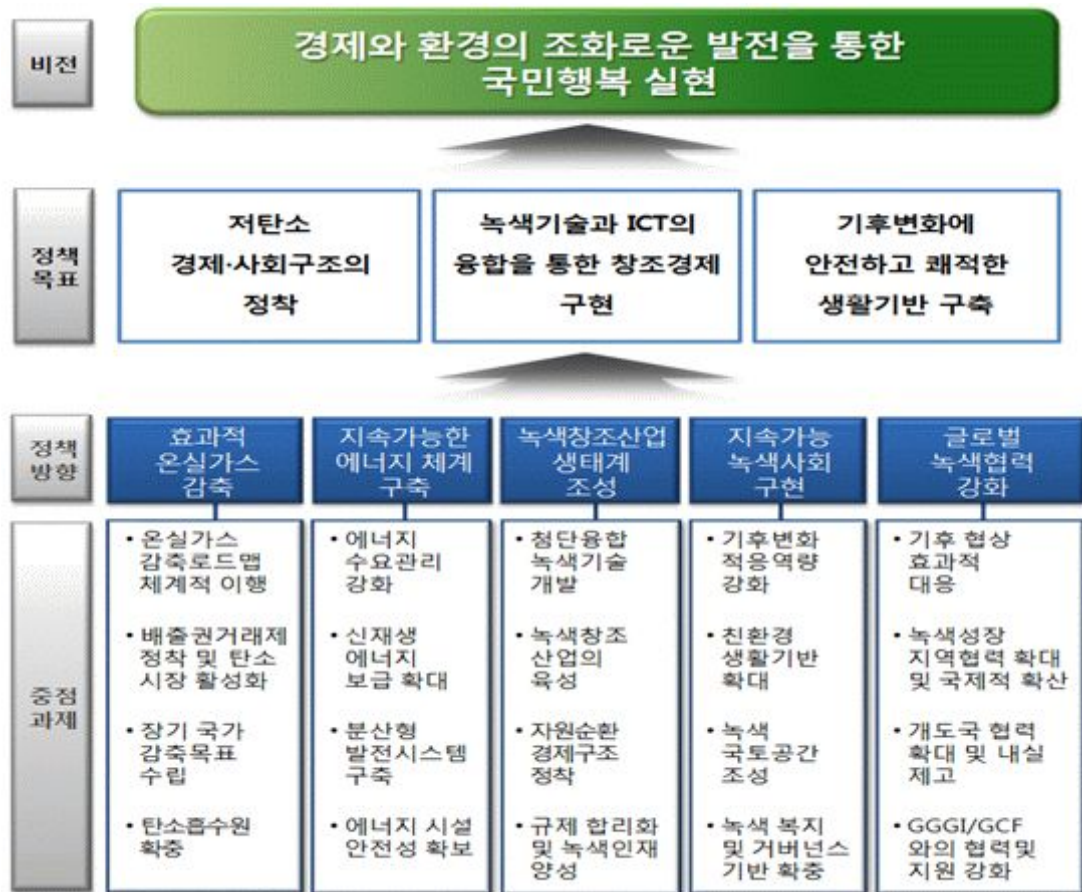 비전
경제와 환경의 조화로운 발전을 통한
국민행복 실현
정책
목표
저탄소
경제·사회구조의
정착
녹색기술과 ICT의
융합을 통한 창조경제
구현
기후변화에
안전하고 쾌적한
생활기반 구축
정책
방향
효과적
온실가스
감축
지속가능한
에너지 체계
구축
녹색창조산업
생태계
조성
지속가능
녹색사회
구현
글로벌
녹색협력
강화
중점
과제
• 온실가스
감축로드맵
체계적 이행
• 배출권거래제
정착 및 탄소
시장 활성화
• 장기 국가
감축목표
수립
• 탄소흡수원
확충
• 에너지
수요관리
강화
• 신재생
에너지
보급 확대
• 분산형
발전시스템
구축
• 에너지 시설
안전성 확보
• 첨단융합
녹색기술
개발
• 녹색창조
산업의
육성
• 자원순환
경제구조
정착
• 규제 합리화
및 녹색인재
양성
• 기후변화
적응역량
강화
• 친환경
생활기반
확대
• 녹색
국토공간
조성
• 녹색 복지
및 거버넌스
기반 확충
• 기후 협상
효과적
대응
• 녹색성장
지역협력 확대
및 국제적 확산
• 개도국 협력
확대 및 내실
제고
• GGGI/GCF
와의 협력및
지원 강화